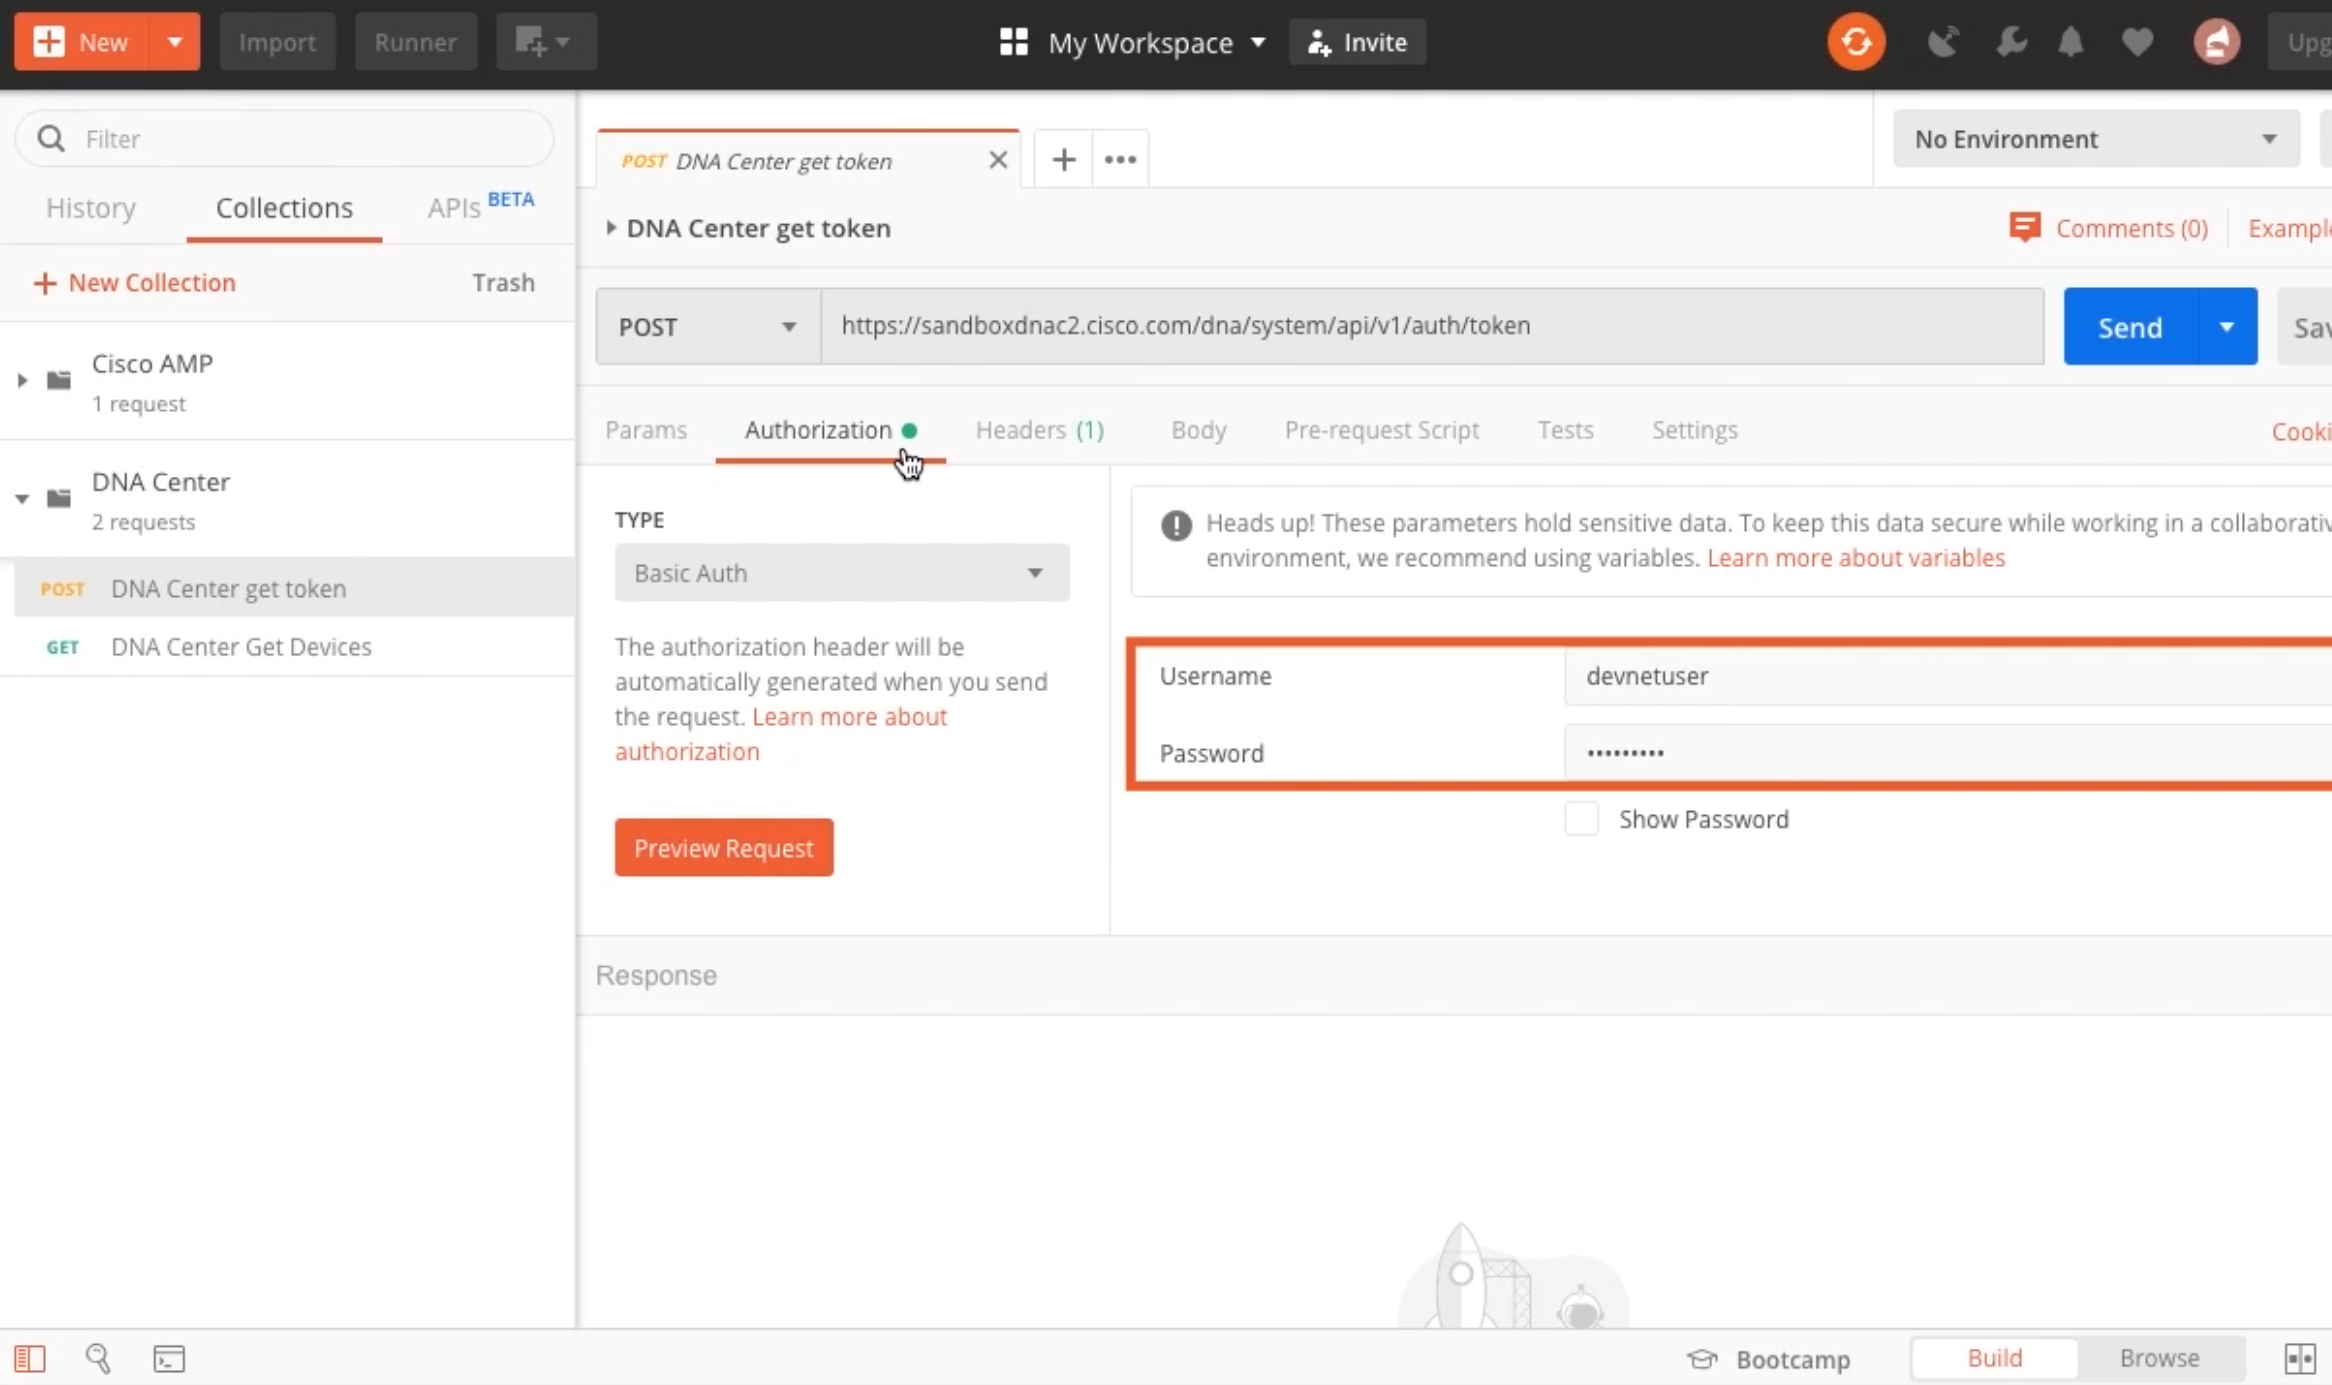 New
Import
Runner
My Workspace
Invite
Upg
Filter
History
Collections
APIs BETA
New Collection
Trash
Cisco AMP
1 request
DNA Center
2 requests
POST DNA Center get token
GET DNA Center Get Devices
POST DNA Center get token
No Environment
DNA Center get token
Comments (0)
Example
POST
https://sandboxdnac2.cisco.com/dna/system/api/v1/auth/token
Send
Sav
Params
Authorization
Headers (1)
Body
Pre-request Script
Tests
Settings
Cooki
TYPE
Basic Auth
The authorization header will be
automatically generated when you send
the request. Learn more about
authorization
Preview Request
Heads up! These parameters hold sensitive data. To keep this data secure while working in a collaborativ
environment, we recommend using variables. Learn more about variables
Username
devnetuser
Password
•••••••••
Show Password
Response
Bootcamp
Build
Browse